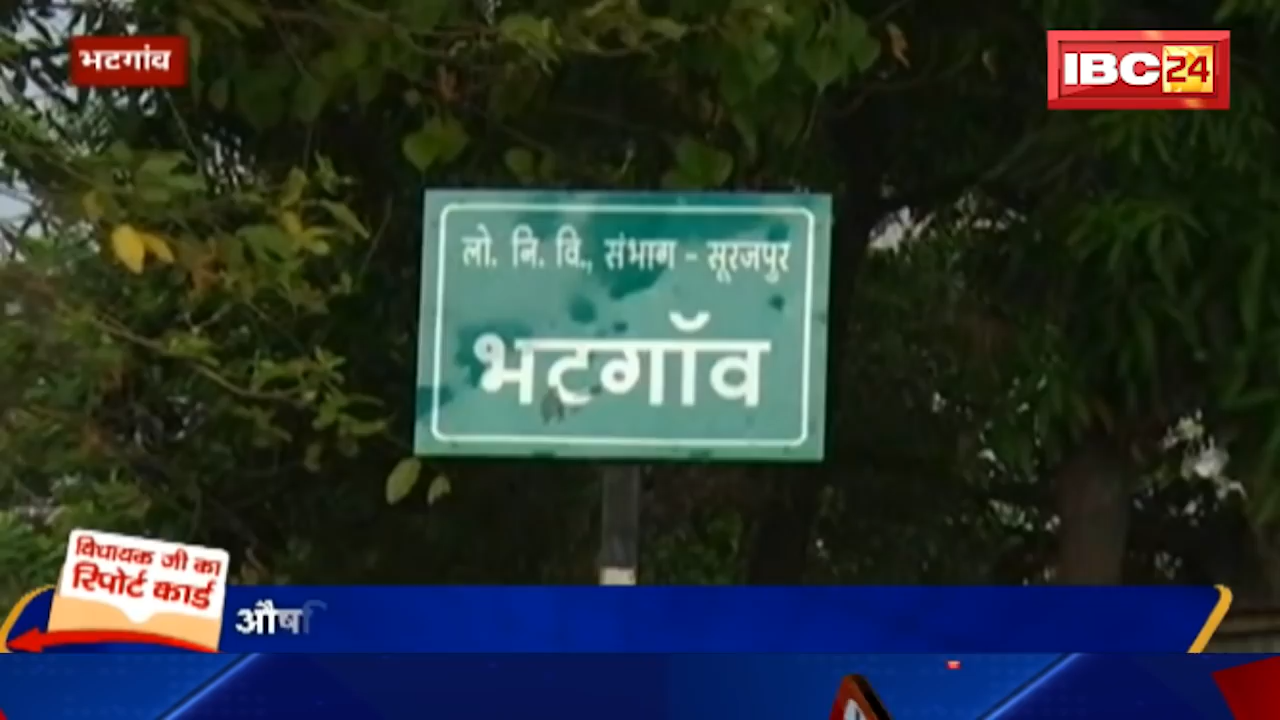 भटगांव
IBC24
लो. नि. वि., संभाग - सूरजपुर
भटगाॅव
विधायक जी का
रिपोर्ट कार्ड